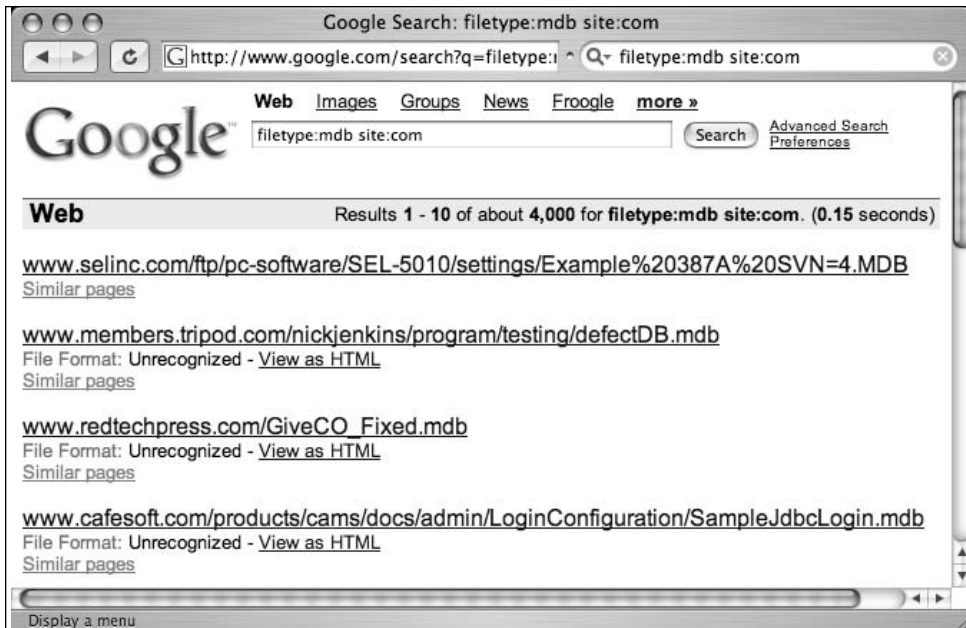 Google Search: filetype:mdb site:com
http://www.google.com/search?q=filetype:
filetype:mdb site:com
Web Images Groups News Froogle more »
Google™
filetype:mdb site:com
Search
Advanced Search
Preferences
Web
Results 1 - 10 of about 4,000 for filetype:mdb site:com. (0.15 seconds)
www.selinc.com/ftp/pc-software/SEL-5010/settings/Example%20387A%20SVN=4.MDB
Similar pages
www.members.tripod.com/nickjenkins/program/testing/defectDB.mdb
File Format: Unrecognized - View as HTML
Similar pages
www.redtechpress.com/GiveCO_Fixed.mdb
File Format: Unrecognized - View as HTML
Similar pages
www.cafesoft.com/products/cams/docs/admin/LoginConfiguration/SampleJdbcLogin.mdb
File Format: Unrecognized - View as HTML
Similar pages
Display a menu